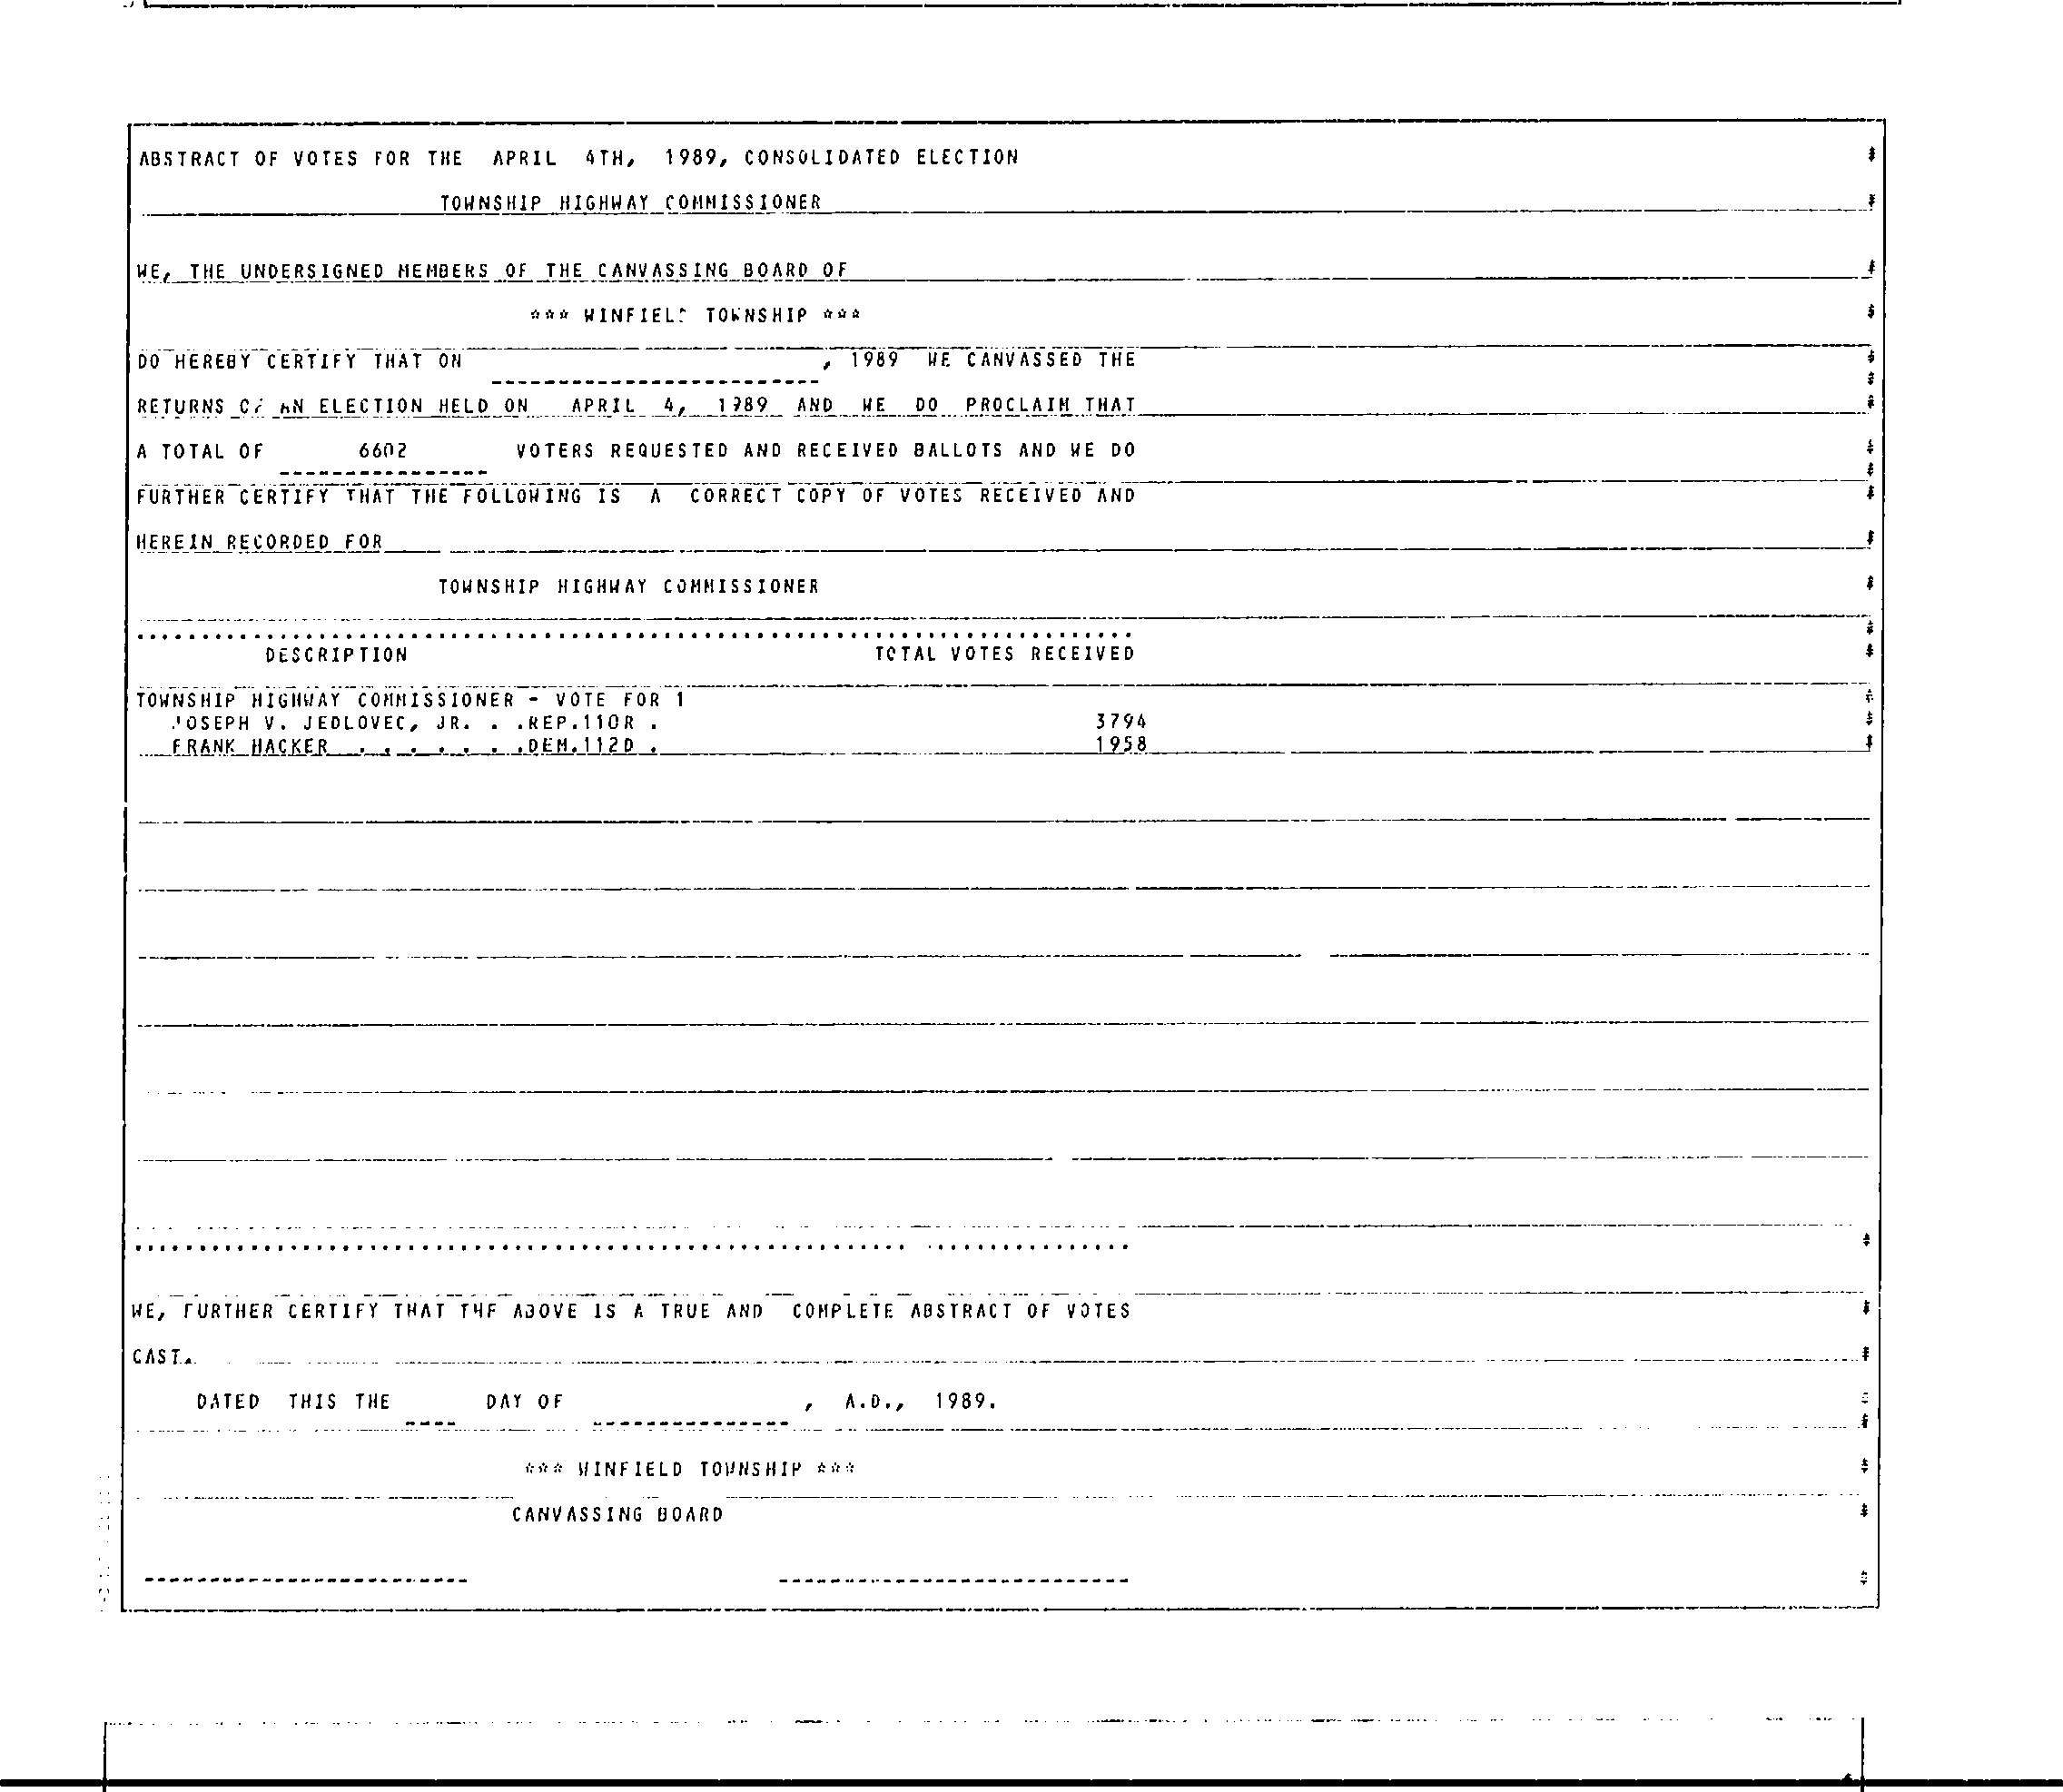 ABSTRACT OF VOTES FOR THE APRIL 4TH, 1989, CONSOLIDATED ELECTION
TOWNSHIP HIGHWAY COMMISSIONER
WE, THE UNDERSIGNED MEMBERS OF THE CANVASSING BOARD OF
*** WINFIELD TOWNSHIP ***
DO HEREBY CERTIFY THAT ON , 1989 WE CANVASSED THE
RETURNS OF AN ELECTION HELD ON APRIL 4, 1989 AND WE DO PROCLAIM THAT
A TOTAL OF 6602 VOTERS REQUESTED AND RECEIVED BALLOTS AND WE DO
FURTHER CERTIFY THAT THE FOLLOWING IS A CORRECT COPY OF VOTES RECEIVED AND
HEREIN RECORDED FOR
TOWNSHIP HIGHWAY COMMISSIONER
DESCRIPTION TOTAL VOTES RECEIVED
TOWNSHIP HIGHWAY COMMISSIONER - VOTE FOR 1
JOSEPH V. JEDLOVEC, JR. . .REP.110R . 3794
FRANK HACKER . . . . . . .DEM.112D . 1958
WE, FURTHER CERTIFY THAT THE ABOVE IS A TRUE AND COMPLETE ABSTRACT OF VOTES
CAST.
DATED THIS THE ---- DAY OF --------------- , A.D., 1989.
*** WINFIELD TOWNSHIP ***
CANVASSING BOARD